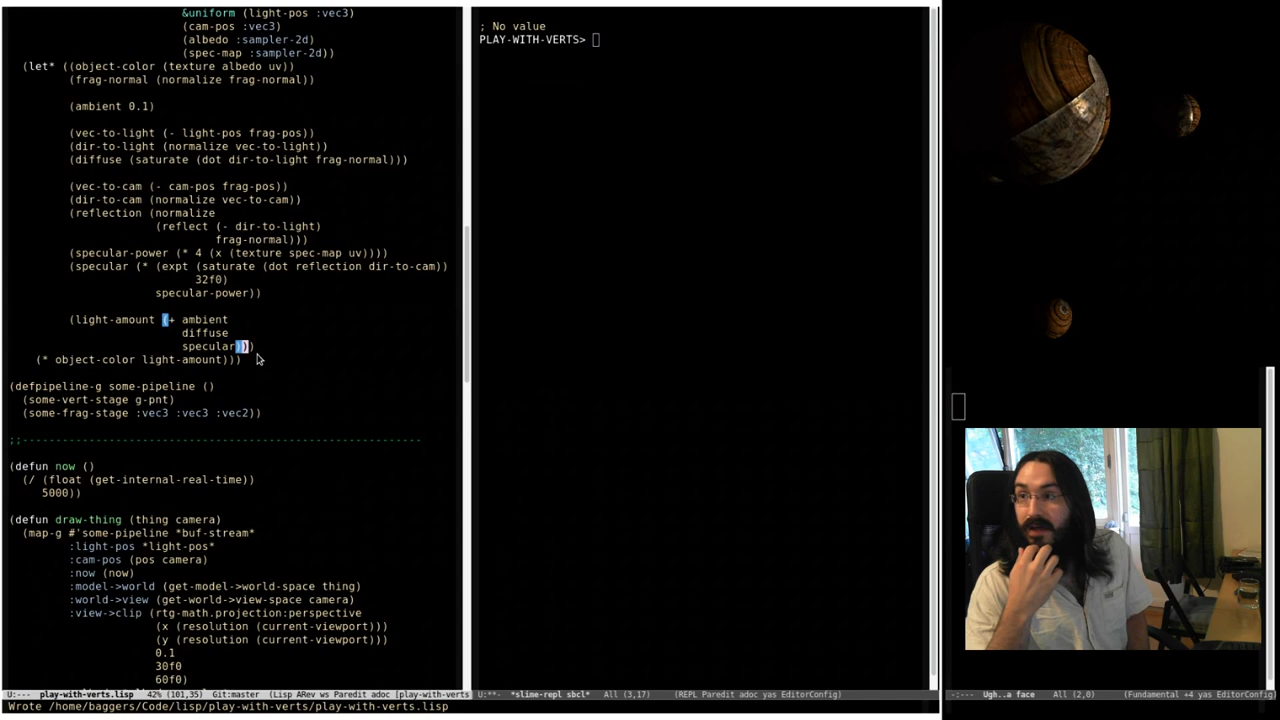 &uniform (light-pos :vec3)
(cam-pos :vec3)
(albedo :sampler-2d)
(spec-map :sampler-2d))
(let* ((object-color (texture albedo uv))
(frag-normal (normalize frag-normal))
(ambient 0.1)
(vec-to-light (- light-pos frag-pos))
(dir-to-light (normalize vec-to-light))
(diffuse (saturate (dot dir-to-light frag-normal)))
(vec-to-cam (- cam-pos frag-pos))
(dir-to-cam (normalize vec-to-cam))
(reflection (normalize
(reflect (- dir-to-light)
frag-normal)))
(specular-power (* 4 (x (texture spec-map uv))))
(specular (* (expt (saturate (dot reflection dir-to-cam))
32f0)
specular-power))
(light-amount (+ ambient
diffuse
specular)))
(* object-color light-amount)))
(defpipeline-g some-pipeline ()
(some-vert-stage g-pnt)
(some-frag-stage :vec3 :vec3 :vec2))
;;----------------------------------------------------
(defun now ()
(/ (float (get-internal-real-time))
5000))
(defun draw-thing (thing camera)
(map-g #'some-pipeline *buf-stream*
:light-pos *light-pos*
:cam-pos (pos camera)
:now (now)
:model->world (get-model->world-space thing)
:world->view (get-world->view-space camera)
:view->clip (rtg-math.projection:perspective
(x (resolution (current-viewport)))
(y (resolution (current-viewport)))
0.1
30f0
60f0)
U:--- play-with-verts.lisp 42% (101,35) Git:master (Lisp ARev ws Paredit adoc [play-with-verts
Wrote /home/baggers/Code/lisp/play-with-verts/play-with-verts.lisp
; No value
PLAY-WITH-VERTS>
U:**- *slime-repl sbcl* All (3,17) (REPL Paredit adoc yas EditorConfig)
-:--- Ugh..a face All (2,0) (Fundamental +4 yas EditorConfig)